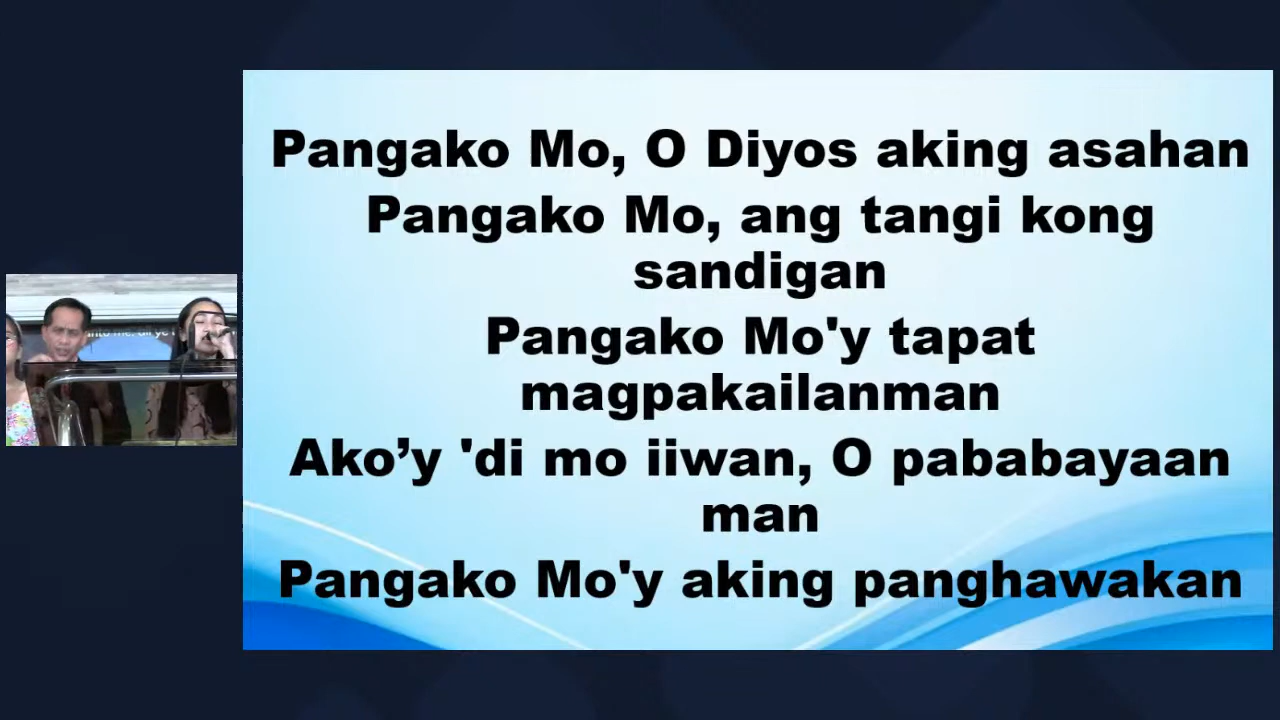 Pangako Mo, O Diyos aking asahan
Pangako Mo, ang tangi kong
sandigan
Pangako Mo'y tapat
magpakailanman
Ako’y 'di mo iiwan, O pababayaan
man
Pangako Mo'y aking panghawakan